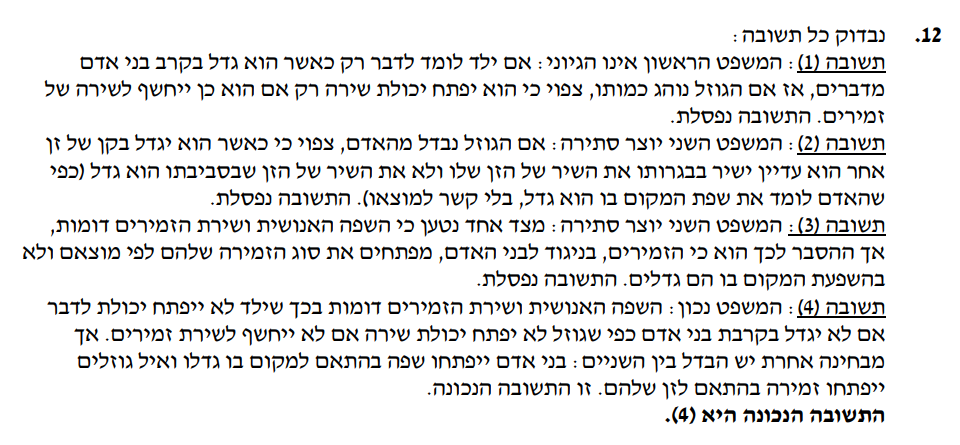 12. נבדוק כל תשובה:
תשובה (1): המשפט הראשון אינו הגיוני: אם ילד לומד לדבר רק כאשר הוא גדל בקרב בני אדם
מדברים, אז אם הגוזל נוהג כמותו, צפוי כי הוא יפתח יכולת שירה רק אם הוא כן ייחשף לשירה של
זמירים. התשובה נפסלת.
תשובה (2): המשפט השני יוצר סתירה: אם הגוזל נבדל מהאדם, צפוי כי כאשר הוא יגדל בקן של זן
אחר הוא עדיין ישיר בבגרותו את השיר של הזן שלו ולא את השיר של הזן שבסביבתו הוא גדל (כפי
שהאדם לומד את שפת המקום בו הוא גדל, בלי קשר למוצאו). התשובה נפסלת.
תשובה (3): המשפט השני יוצר סתירה: מצד אחד נטען כי השפה האנושית ושירת הזמירים דומות,
אך ההסבר לכך הוא כי הזמירים, בניגוד לבני האדם, מפתחים את סוג הזמירה שלהם לפי מוצאם ולא
בהשפעת המקום בו הם גדלים. התשובה נפסלת.
תשובה (4): המשפט נכון: השפה האנושית ושירת הזמירים דומות בכך שילד לא ייפתח יכולת לדבר
אם לא יגדל בקרבת בני אדם כפי שגוזל לא יפתח יכולת שירה אם לא ייחשף לשירת זמירים. אך
מבחינה אחרת יש הבדל בין השניים: בני אדם ייפתחו שפה בהתאם למקום בו גדלו ואיל גוזלים
ייפתחו זמירה בהתאם לזן שלהם. זו התשובה הנכונה.
התשובה הנכונה היא (4).